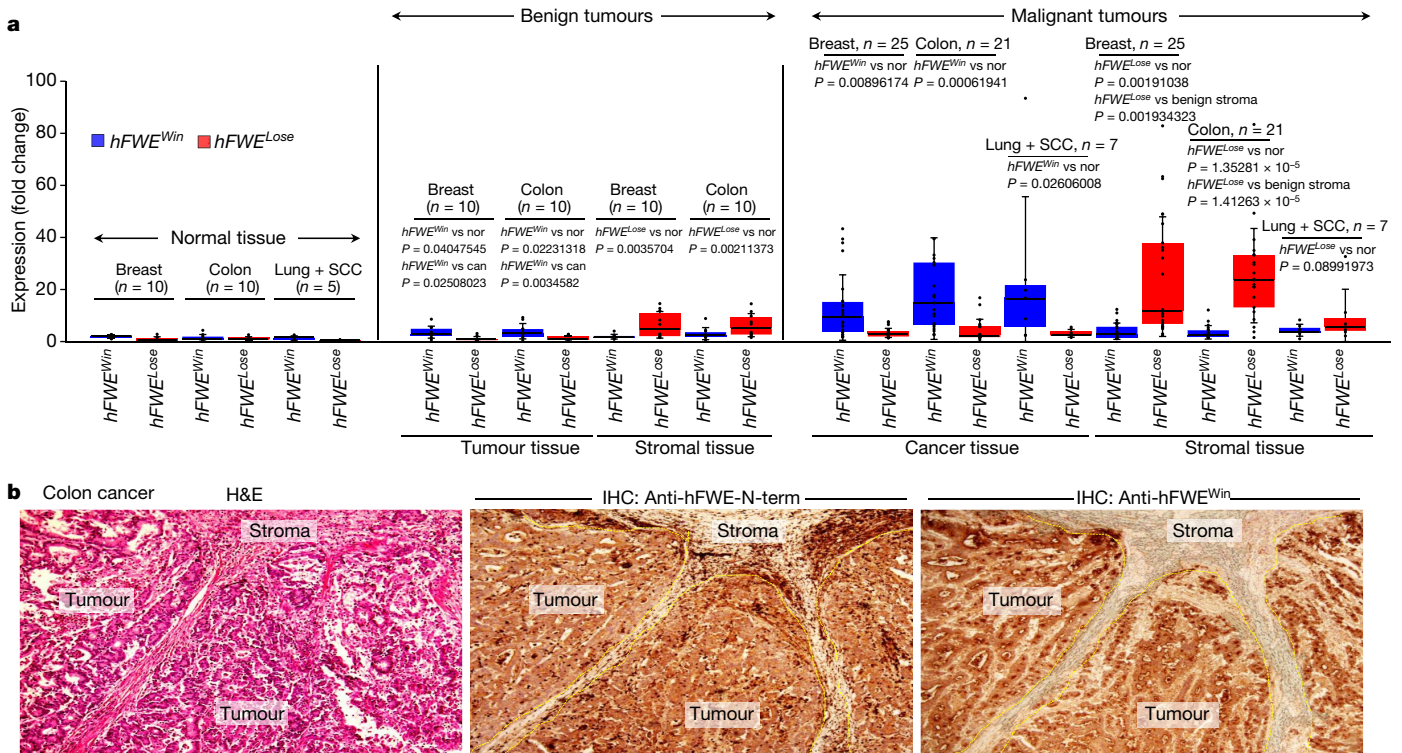 a
Benign tumours
Malignant tumours
Breast, n = 25
hFWE^Win vs nor
P = 0.00896174
Colon, n = 21
hFWE^Win vs nor
P = 0.00061941
Breast, n = 25
hFWE^Lose vs nor
P = 0.00191038
hFWE^Lose vs benign stroma
P = 0.001934323
Lung + SCC, n = 7
hFWE^Win vs nor
P = 0.02606008
Colon, n = 21
hFWE^Lose vs nor
P = 1.35281 × 10⁻⁵
hFWE^Lose vs benign stroma
P = 1.41263 × 10⁻⁵
Lung + SCC, n = 7
hFWE^Lose vs nor
P = 0.08991973
Expression (fold change)
100
80
60
40
20
0
hFWE^Win
hFWE^Lose
Normal tissue
Breast
(n = 10)
Colon
(n = 10)
Lung + SCC
(n = 5)
Breast
(n = 10)
hFWE^Win vs nor
P = 0.04047545
hFWE^Win vs can
P = 0.02508023
Colon
(n = 10)
hFWE^Win vs nor
P = 0.02231318
hFWE^Win vs can
P = 0.0034582
Breast
(n = 10)
hFWE^Lose vs nor
P = 0.0035704
Colon
(n = 10)
hFWE^Lose vs nor
P = 0.00211373
hFWE^Win
hFWE^Lose
hFWE^Win
hFWE^Lose
hFWE^Win
hFWE^Lose
hFWE^Win
hFWE^Lose
hFWE^Win
hFWE^Lose
hFWE^Win
hFWE^Lose
hFWE^Win
hFWE^Lose
hFWE^Win
hFWE^Lose
hFWE^Win
hFWE^Lose
hFWE^Win
hFWE^Lose
hFWE^Win
hFWE^Lose
hFWE^Win
hFWE^Lose
hFWE^Win
hFWE^Lose
Tumour tissue
Stromal tissue
Cancer tissue
Stromal tissue
b
Colon cancer
H&E
Stroma
Tumour
Tumour
IHC: Anti-hFWE-N-term
Stroma
Tumour
Tumour
IHC: Anti-hFWE^Win
Stroma
Tumour
Tumour